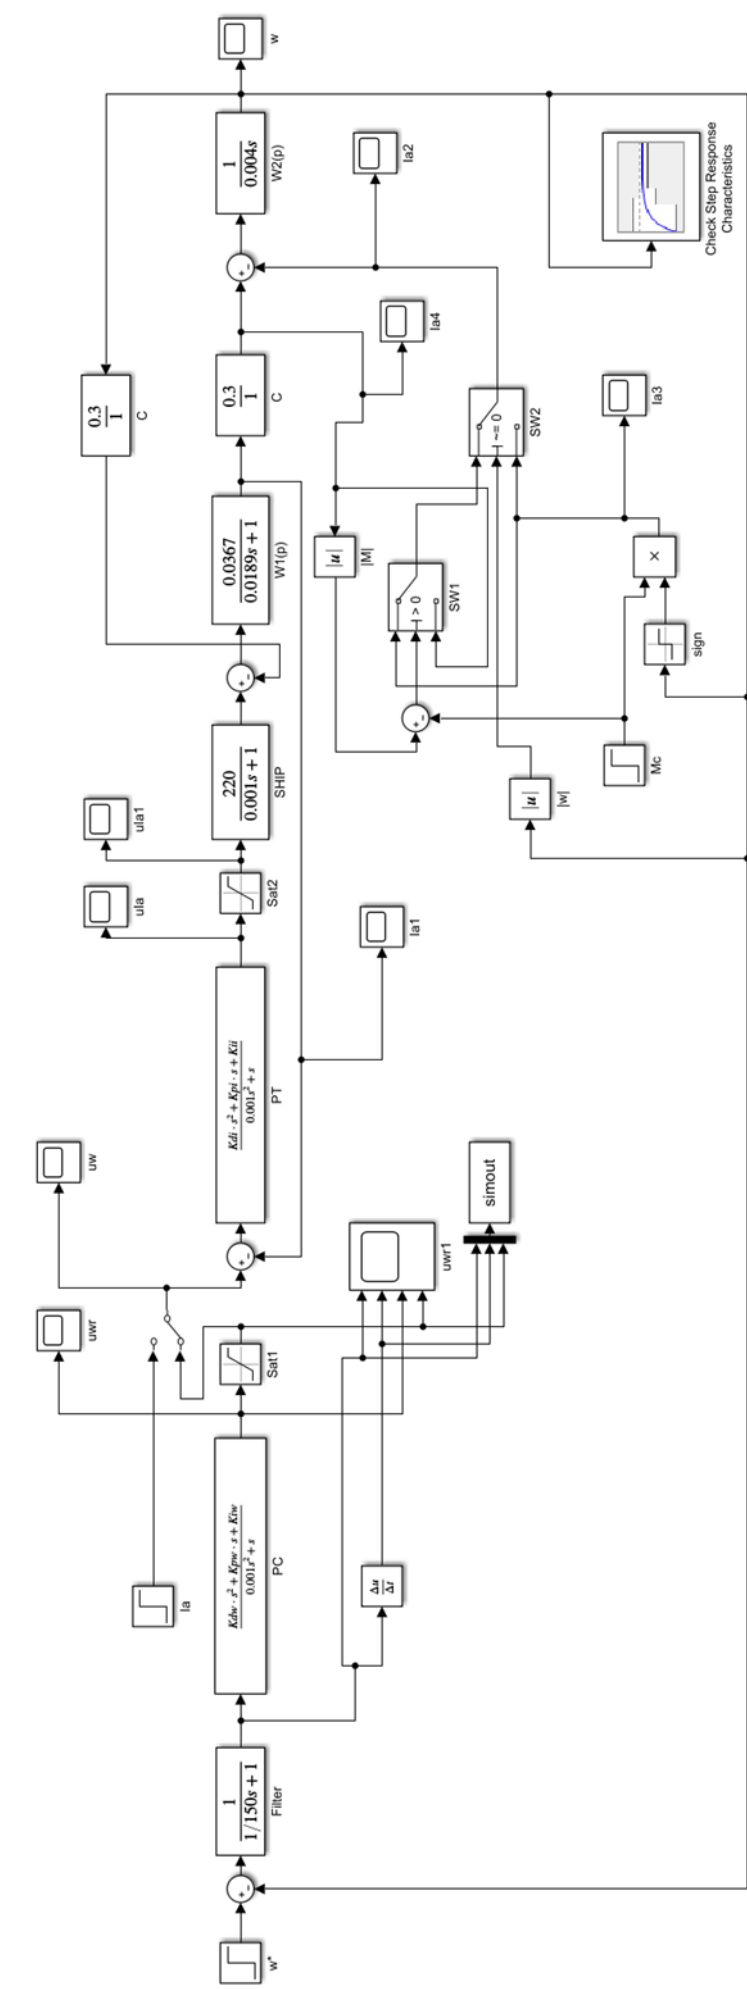 uwr
uw
ula
ula1
0.3
1
C
Ia
w*
1
1/150s + 1
Filter
Kdw · s² + Kpw · s + Kiw
0.001s² + s
PC
Sat1
+
-
Kdi · s² + Kpi · s + Kii
0.001s² + s
PT
Sat2
220
0.001s + 1
SHIP
+
-
0.0367
0.0189s + 1
W1(p)
0.3
1
C
+
-
1
0.004s
W2(p)
w
Δu
Δt
uwr1
simout
Ia1
|u|
|M|
Ia4
Ia2
+
-
> 0
SW1
~= 0
SW2
|u|
|w|
Mc
sign
×
Ia3
Check Step Response
Characteristics